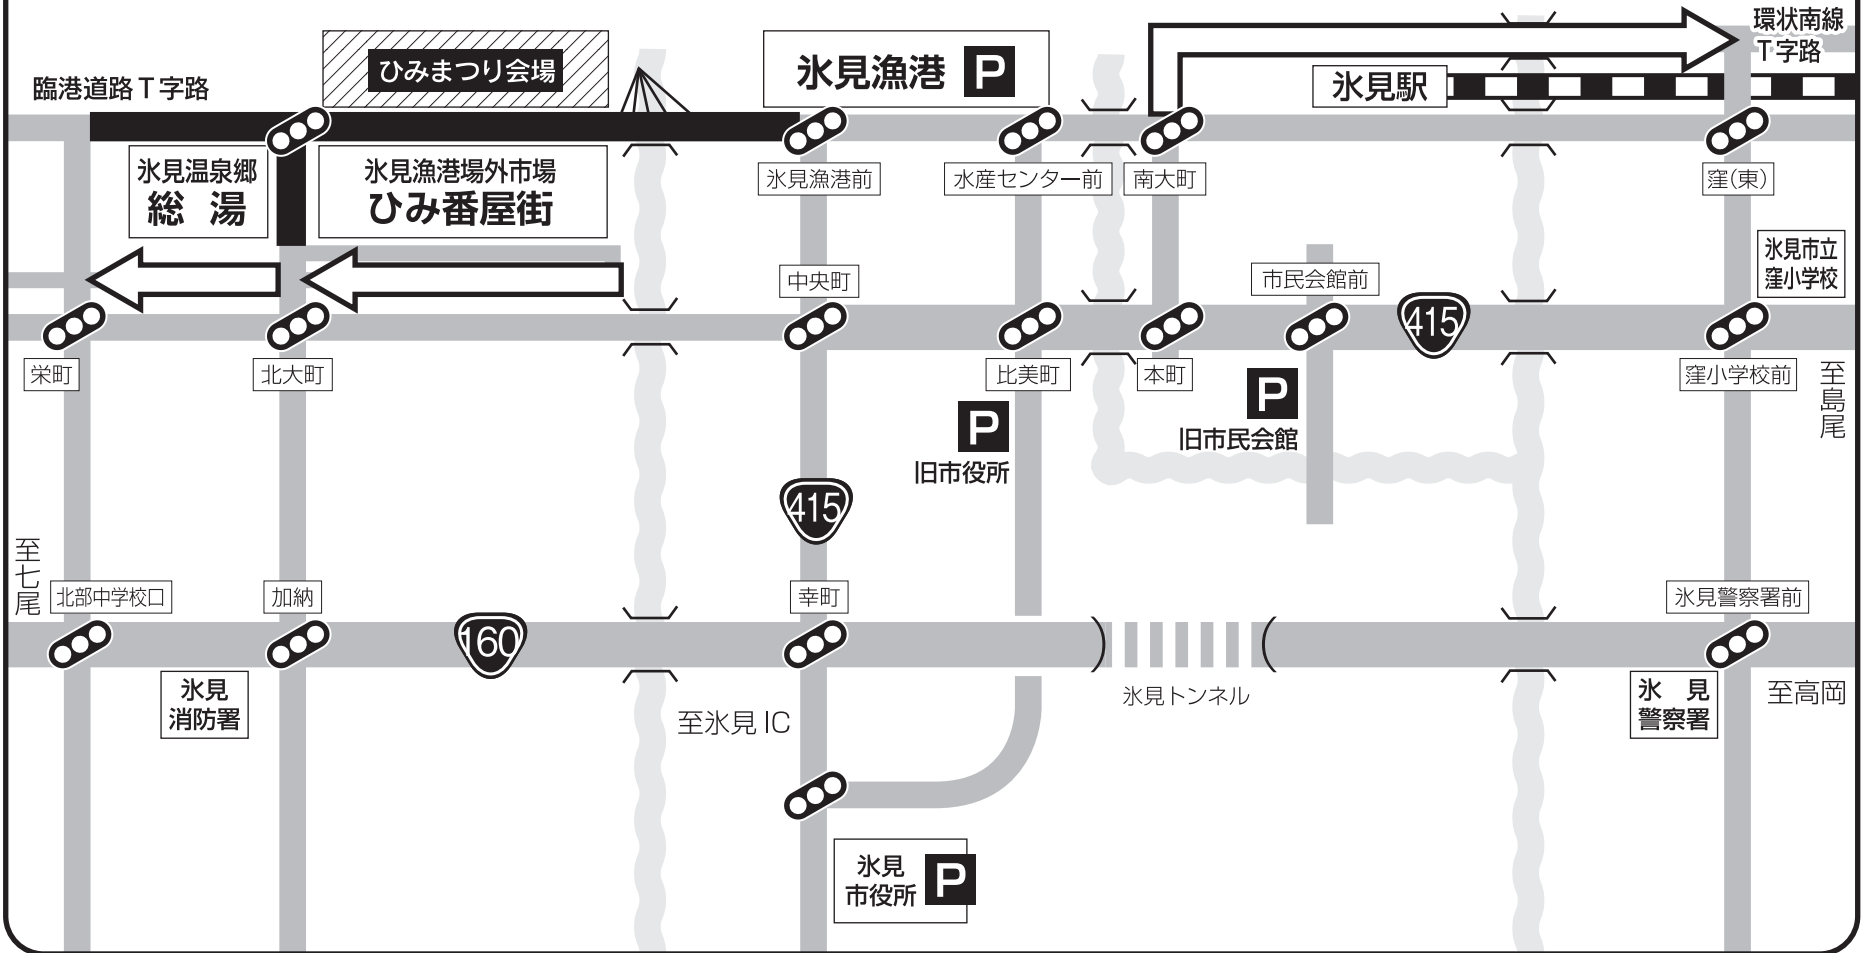 環状南線
T字路
ひみまつり会場
氷見漁港 P
臨港道路T字路
氷見駅
氷見温泉郷
総 湯
氷見漁港場外市場
ひみ番屋街
氷見漁港前
水産センター前
南大町
窪(東)
氷見市立
窪小学校
中央町
市民会館前
415
栄町
北大町
比美町
本町
窪小学校前
至島尾
P
旧市役所
P
旧市民会館
415
至七尾
北部中学校口
加納
幸町
氷見警察署前
160
氷見
消防署
至氷見IC
氷見トンネル
氷 見
警察署
至高岡
氷見
市役所
P